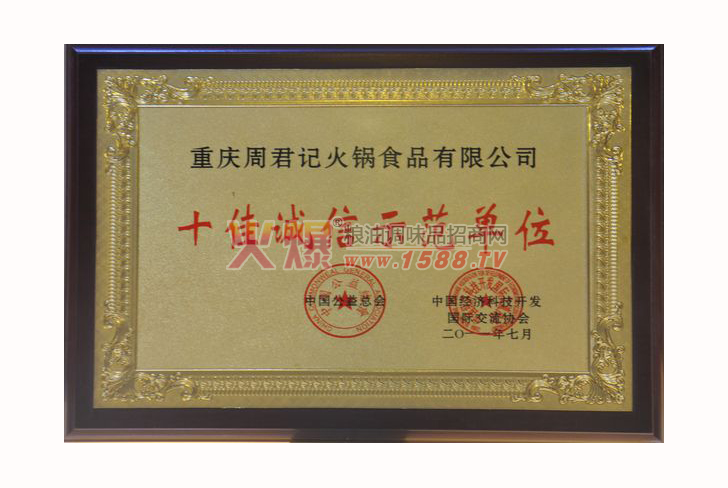 重庆周君记火锅食品有限公司
十佳诚信示范单位
火爆®粮油调味品招商网
www.1588.tv
中国公益总会
中国经济科技开发
国际交流协会
二〇一一年七月